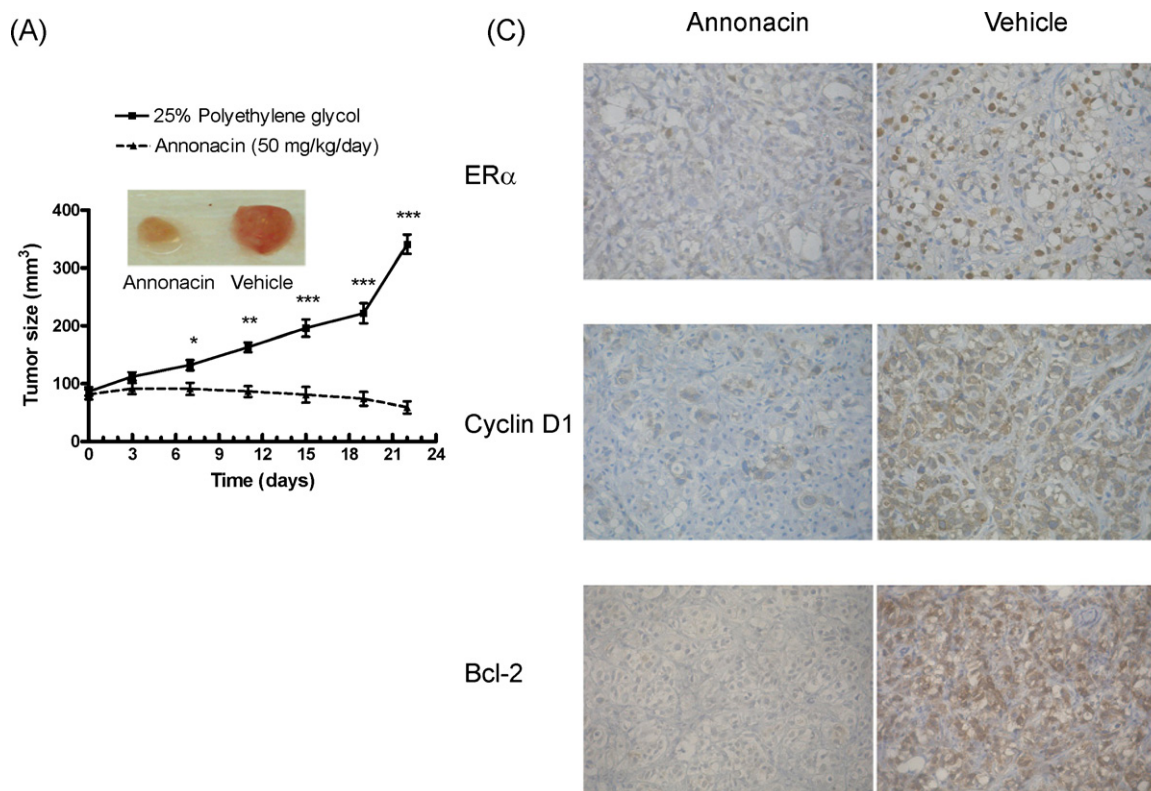 (A)
25% Polyethylene glycol
Annonacin (50 mg/kg/day)
400
300
200
100
0
Tumor size (mm³)
Annonacin Vehicle
*
**
***
***
***
0 3 6 9 12 15 18 21 24
Time (days)
(C)
Annonacin Vehicle
ERα
Cyclin D1
Bcl-2